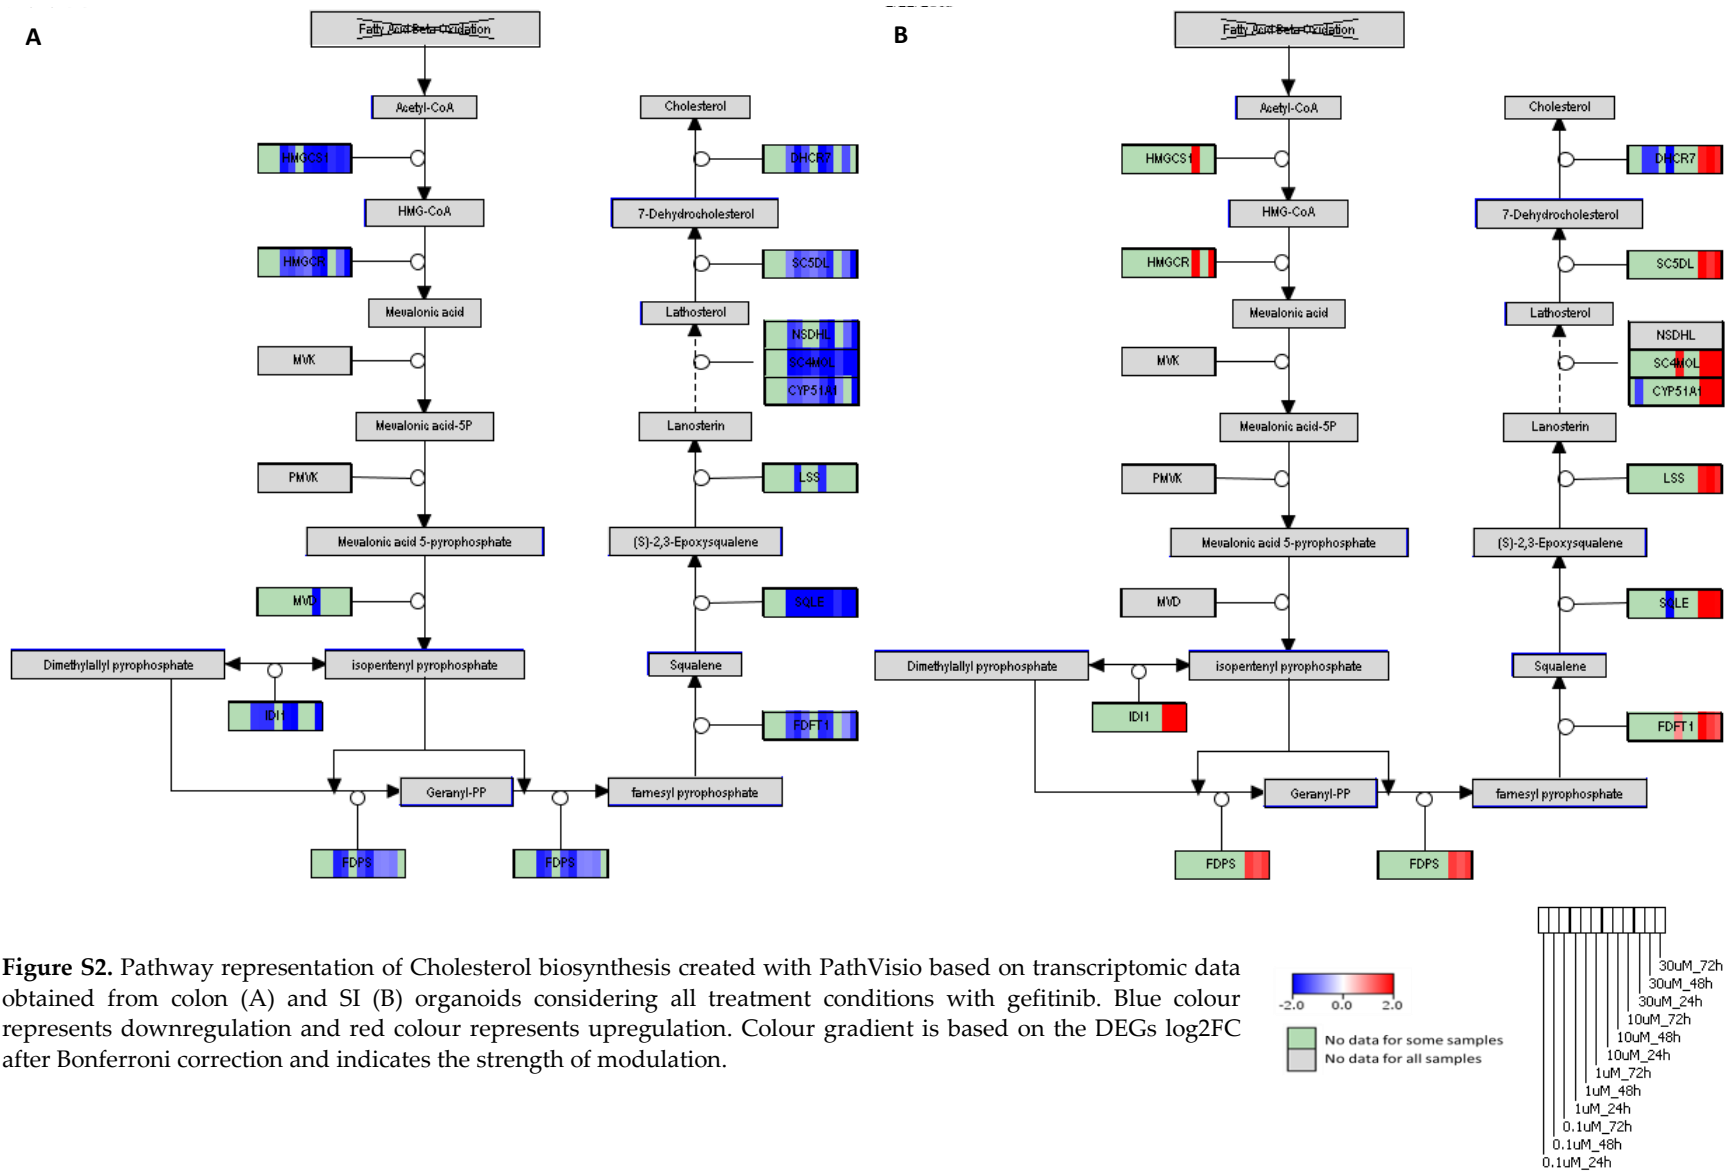 A
Fatty Acid Beta Oxidation
Acetyl-CoA
HMGCS1
HMG-CoA
HMGCR
Mevalonic acid
MVK
Mevalonic acid-5P
PMVK
Mevalonic acid 5-pyrophosphate
MVD
Dimethylallyl pyrophosphate
isopentenyl pyrophosphate
IDI1
Geranyl-PP
farnesyl pyrophosphate
FDPS
FDPS
Cholesterol
DHCR7
7-Dehydrocholesterol
SC5DL
Lathosterol
NSDHL
SC4MOL
CYP51A1
Lanosterin
LSS
(S)-2,3-Epoxysqualene
SQLE
Squalene
FDFT1
B
Fatty Acid Beta Oxidation
Acetyl-CoA
HMGCS1
HMG-CoA
HMGCR
Mevalonic acid
MVK
Mevalonic acid-5P
PMVK
Mevalonic acid 5-pyrophosphate
MVD
Dimethylallyl pyrophosphate
isopentenyl pyrophosphate
IDI1
Geranyl-PP
farnesyl pyrophosphate
FDPS
FDPS
Cholesterol
DHCR7
7-Dehydrocholesterol
SC5DL
Lathosterol
NSDHL
SC4MOL
CYP51A1
Lanosterin
LSS
(S)-2,3-Epoxysqualene
SQLE
Squalene
FDFT1
Figure S2. Pathway representation of Cholesterol biosynthesis created with PathVisio based on transcriptomic data
obtained from colon (A) and SI (B) organoids considering all treatment conditions with gefitinib. Blue colour
represents downregulation and red colour represents upregulation. Colour gradient is based on the DEGs log2FC
after Bonferroni correction and indicates the strength of modulation.
-2.0 0.0 2.0
No data for some samples
No data for all samples
30uM_72h
30uM_48h
30uM_24h
10uM_72h
10uM_48h
10uM_24h
1uM_72h
1uM_48h
1uM_24h
0.1uM_72h
0.1uM_48h
0.1uM_24h